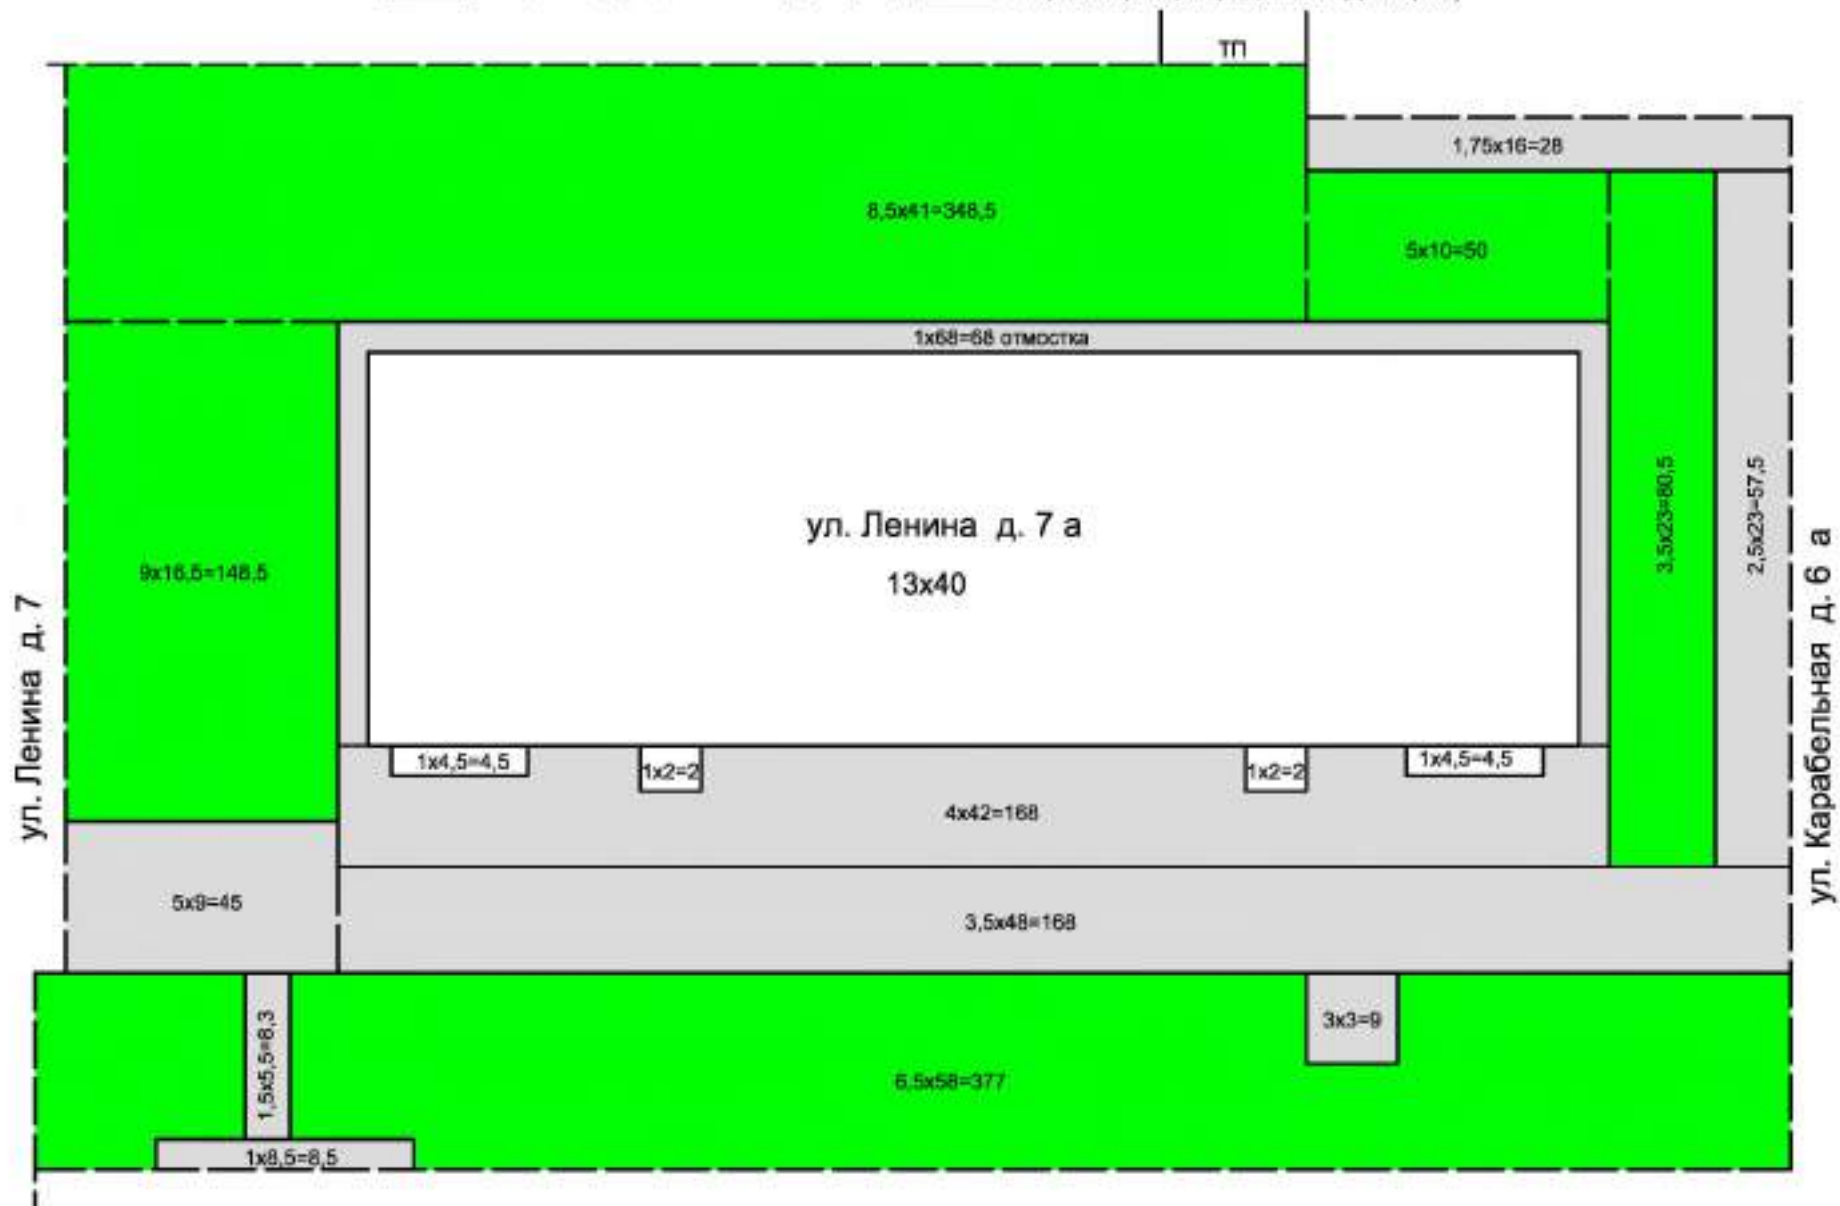 ТП
1,75х16=28
8,5х41=348,5
5х10=50
1х68=68 отмостка
ул. Ленина д. 7 а
13х40
9х16,5=148,5
3,5х23=80,5
2,5х23=57,5
ул. Ленина д. 7
ул. Карабельная д. 6 а
1х4,5=4,5
1х2=2
1х2=2
1х4,5=4,5
4х42=168
5х9=45
3,5х48=168
1,5х5,5=8,3
3х3=9
6,5х58=377
1х8,5=8,5